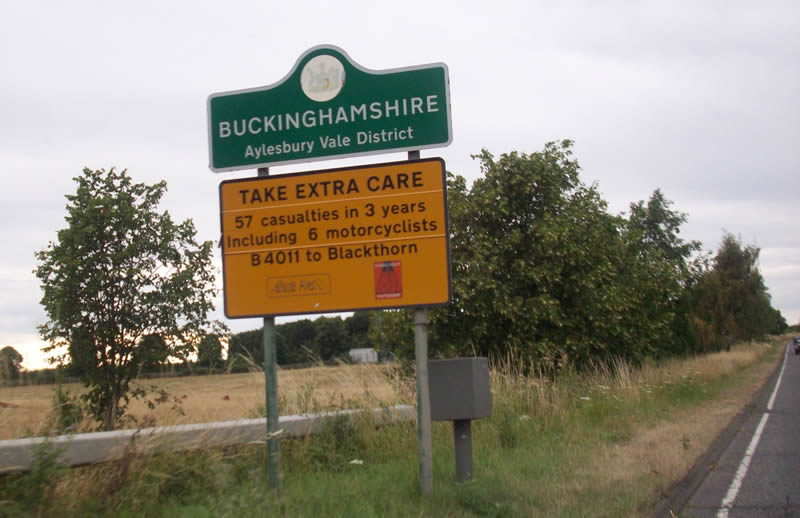 BUCKINGHAMSHIRE
Aylesbury Vale District
TAKE EXTRA CARE
57 casualties in 3 years
Including 6 motorcyclists
B4011 to Blackthorn